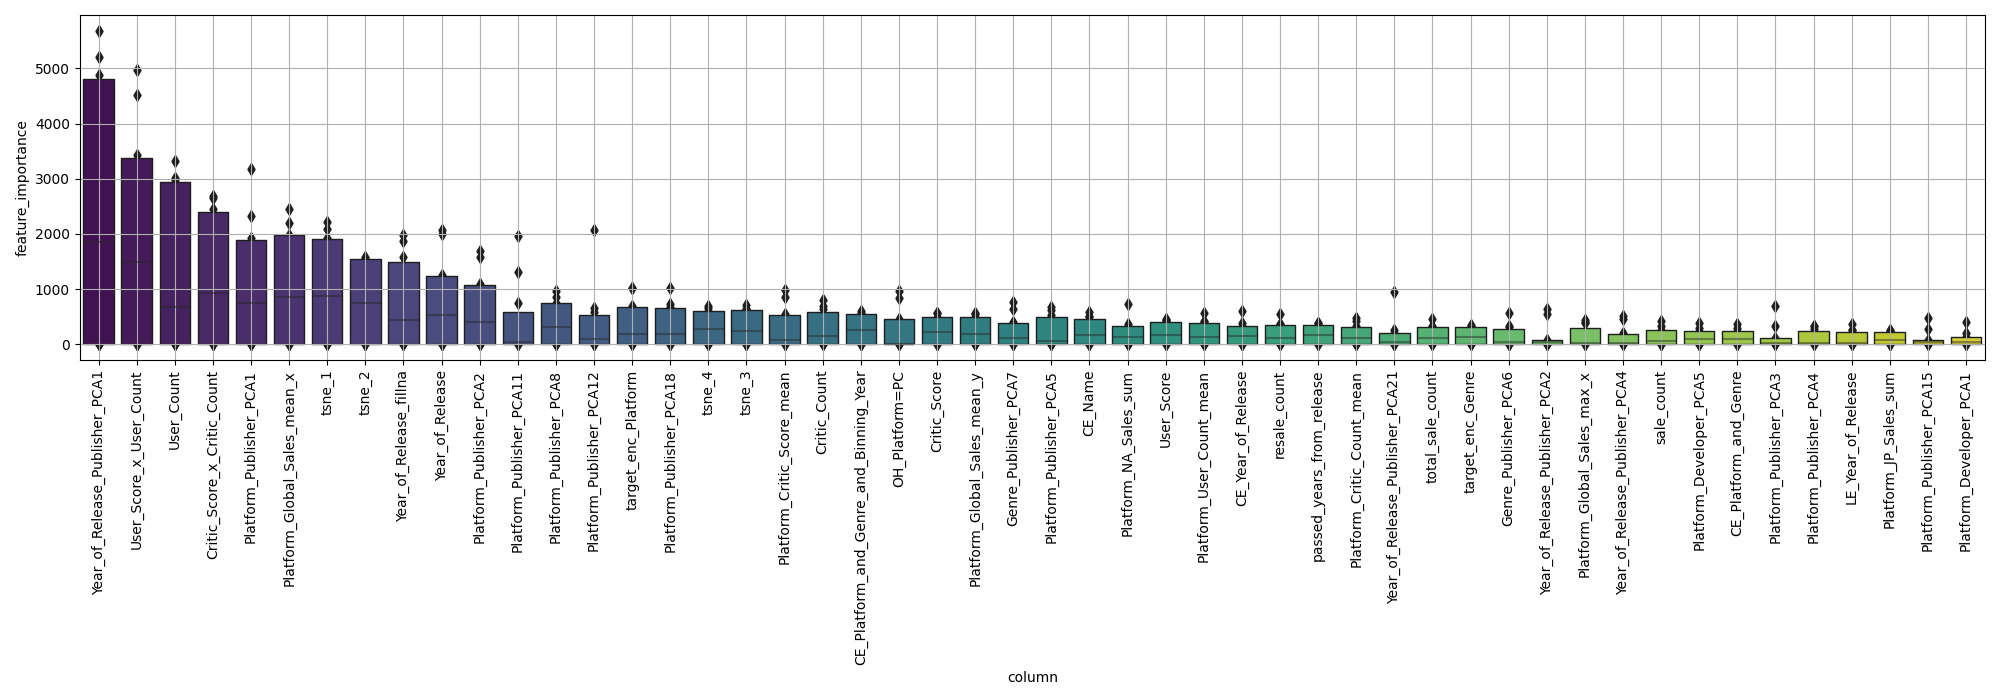 feature_importance
5000
4000
3000
2000
1000
0
Year_of_Release_Publisher_PCA1
User_Score_x_User_Count
User_Count
Critic_Score_x_Critic_Count
Platform_Publisher_PCA1
Platform_Global_Sales_mean_x
tsne_1
tsne_2
Year_of_Release_fillna
Year_of_Release
Platform_Publisher_PCA2
Platform_Publisher_PCA11
Platform_Publisher_PCA8
Platform_Publisher_PCA12
target_enc_Platform
Platform_Publisher_PCA18
tsne_4
tsne_3
Platform_Critic_Score_mean
Critic_Count
CE_Platform_and_Genre_and_Binning_Year
OH_Platform=PC
Critic_Score
Platform_Global_Sales_mean_y
Genre_Publisher_PCA7
Platform_Publisher_PCA5
CE_Name
Platform_NA_Sales_sum
User_Score
Platform_User_Count_mean
CE_Year_of_Release
resale_count
passed_years_from_release
Platform_Critic_Count_mean
Year_of_Release_Publisher_PCA21
total_sale_count
target_enc_Genre
Genre_Publisher_PCA6
Year_of_Release_Publisher_PCA2
Platform_Global_Sales_max_x
Year_of_Release_Publisher_PCA4
sale_count
Platform_Developer_PCA5
CE_Platform_and_Genre
Platform_Publisher_PCA3
Platform_Publisher_PCA4
LE_Year_of_Release
Platform_JP_Sales_sum
Platform_Publisher_PCA15
Platform_Developer_PCA1
column